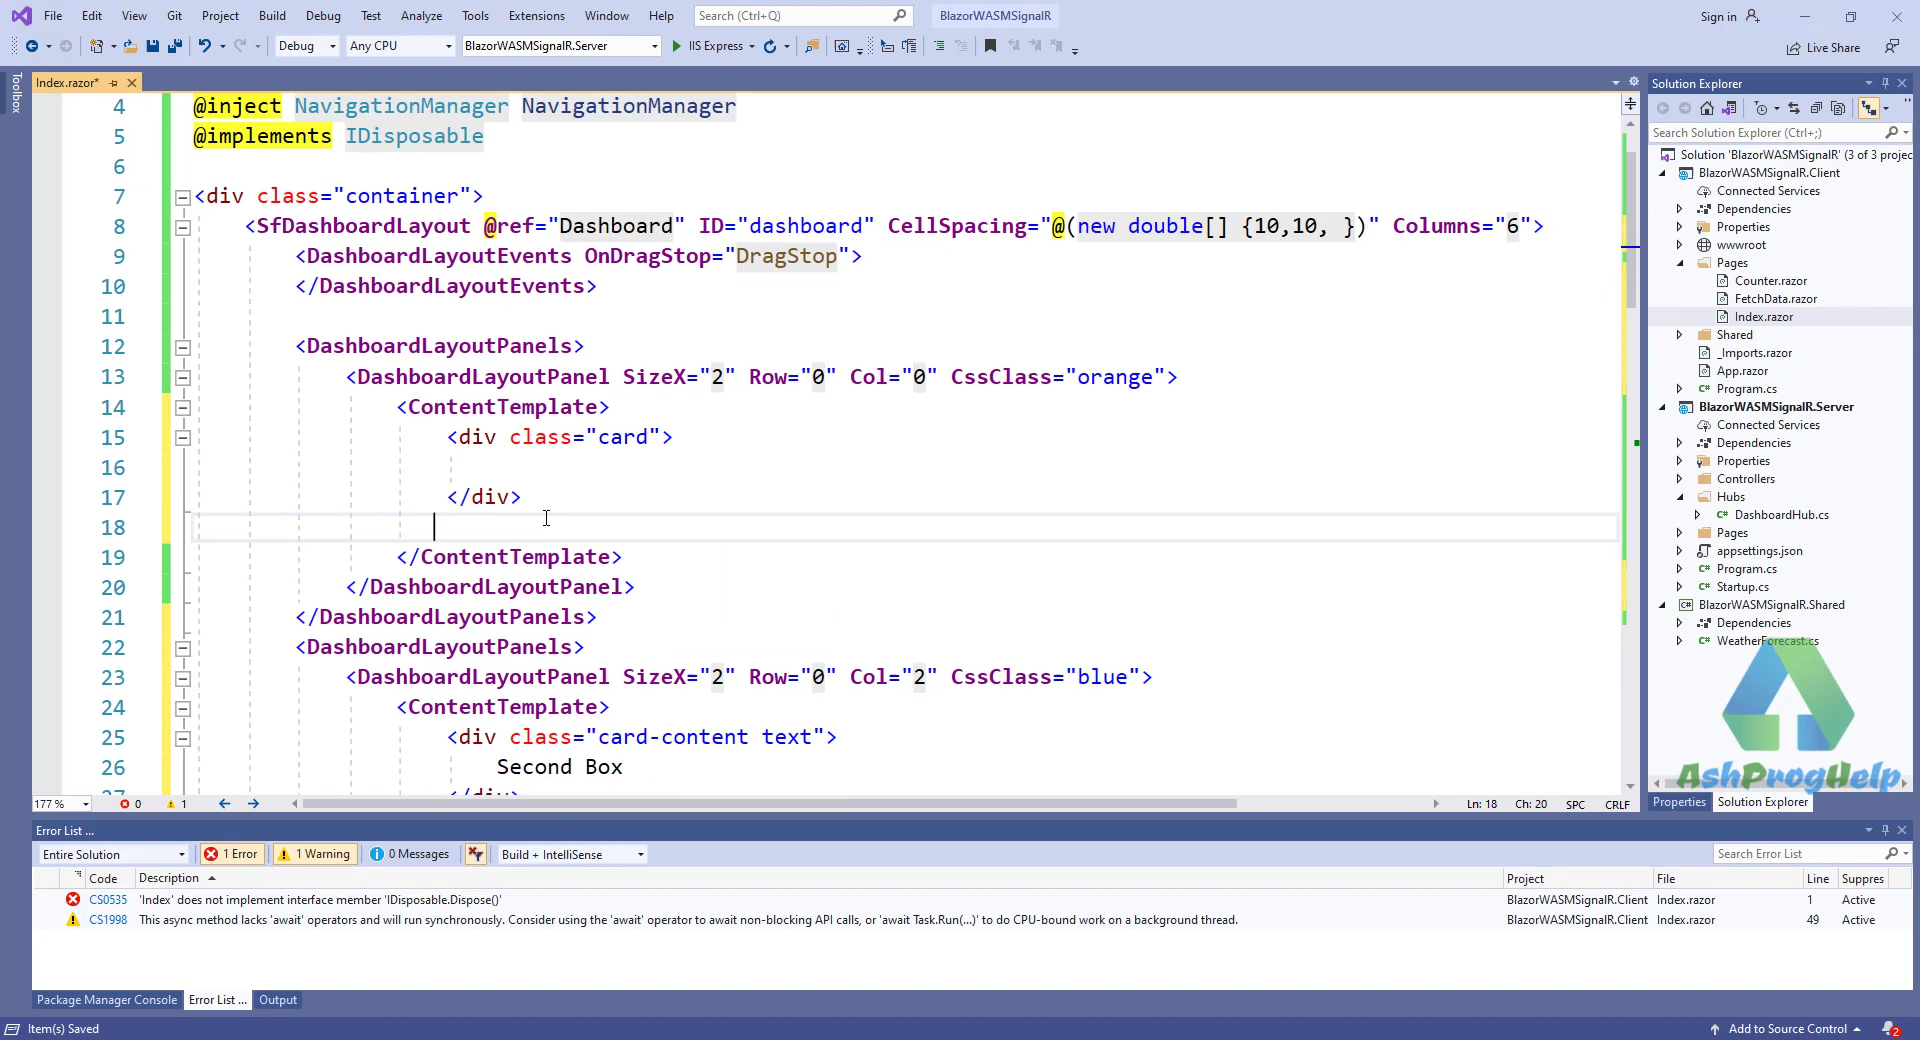 File Edit View Git Project Build Debug Test Analyze Tools Extensions Window Help Search (Ctrl+Q) BlazorWASMSignalR Sign in
Debug Any CPU BlazorWASMSignalR.Server IIS Express Live Share
Toolbox
Index.razor*
4 @inject NavigationManager NavigationManager
5 @implements IDisposable
6
7 <div class="container">
8 <SfDashboardLayout @ref="Dashboard" ID="dashboard" CellSpacing="@(new double[] {10,10, })" Columns="6">
9 <DashboardLayoutEvents OnDragStop="DragStop">
10 </DashboardLayoutEvents>
11
12 <DashboardLayoutPanels>
13 <DashboardLayoutPanel SizeX="2" Row="0" Col="0" CssClass="orange">
14 <ContentTemplate>
15 <div class="card">
16
17 </div>
18
19 </ContentTemplate>
20 </DashboardLayoutPanel>
21 </DashboardLayoutPanels>
22 <DashboardLayoutPanels>
23 <DashboardLayoutPanel SizeX="2" Row="0" Col="2" CssClass="blue">
24 <ContentTemplate>
25 <div class="card-content text">
26 Second Box
27 </div>
177 % 0 1 Ln: 18 Ch: 20 SPC CRLF
Solution Explorer
Search Solution Explorer (Ctrl+;)
Solution 'BlazorWASMSignalR' (3 of 3 projec
BlazorWASMSignalR.Client
Connected Services
Dependencies
Properties
wwwroot
Pages
Counter.razor
FetchData.razor
Index.razor
Shared
_Imports.razor
App.razor
Program.cs
BlazorWASMSignalR.Server
Connected Services
Dependencies
Properties
Controllers
Hubs
DashboardHub.cs
Pages
appsettings.json
Program.cs
Startup.cs
BlazorWASMSignalR.Shared
Dependencies
WeatherForecast.cs
AshProgHelp
Properties Solution Explorer
Error List ...
Entire Solution 1 Error 1 Warning 0 Messages Build + IntelliSense Search Error List
Code Description Project File Line Suppres
CS0535 'Index' does not implement interface member 'IDisposable.Dispose()' BlazorWASMSignalR.Client Index.razor 1 Active
CS1998 This async method lacks 'await' operators and will run synchronously. Consider using the 'await' operator to await non-blocking API calls, or 'await Task.Run(...)' to do CPU-bound work on a background thread. BlazorWASMSignalR.Client Index.razor 49 Active
Package Manager Console Error List ... Output
Item(s) Saved Add to Source Control 2